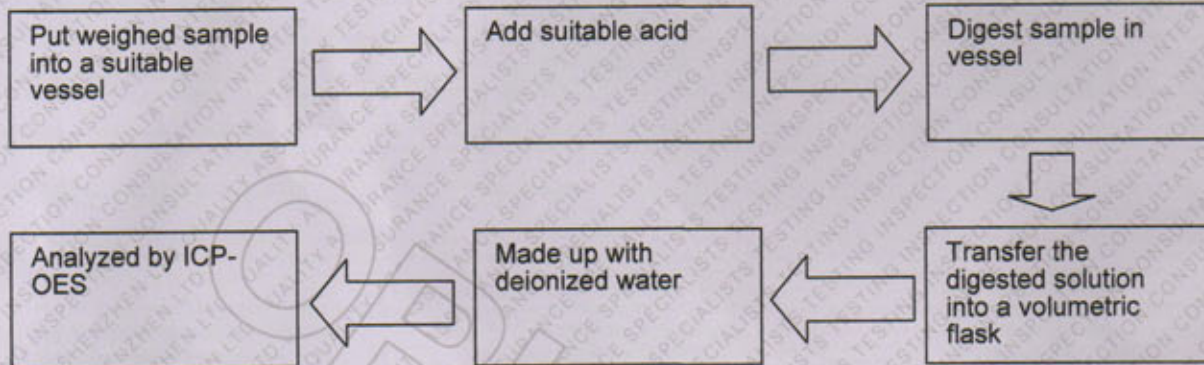 Put weighed sample
into a suitable
vessel
Add suitable acid
Digest sample in
vessel
Transfer the
digested solution
into a volumetric
flask
Made up with
deionized water
Analyzed by ICP-
OES